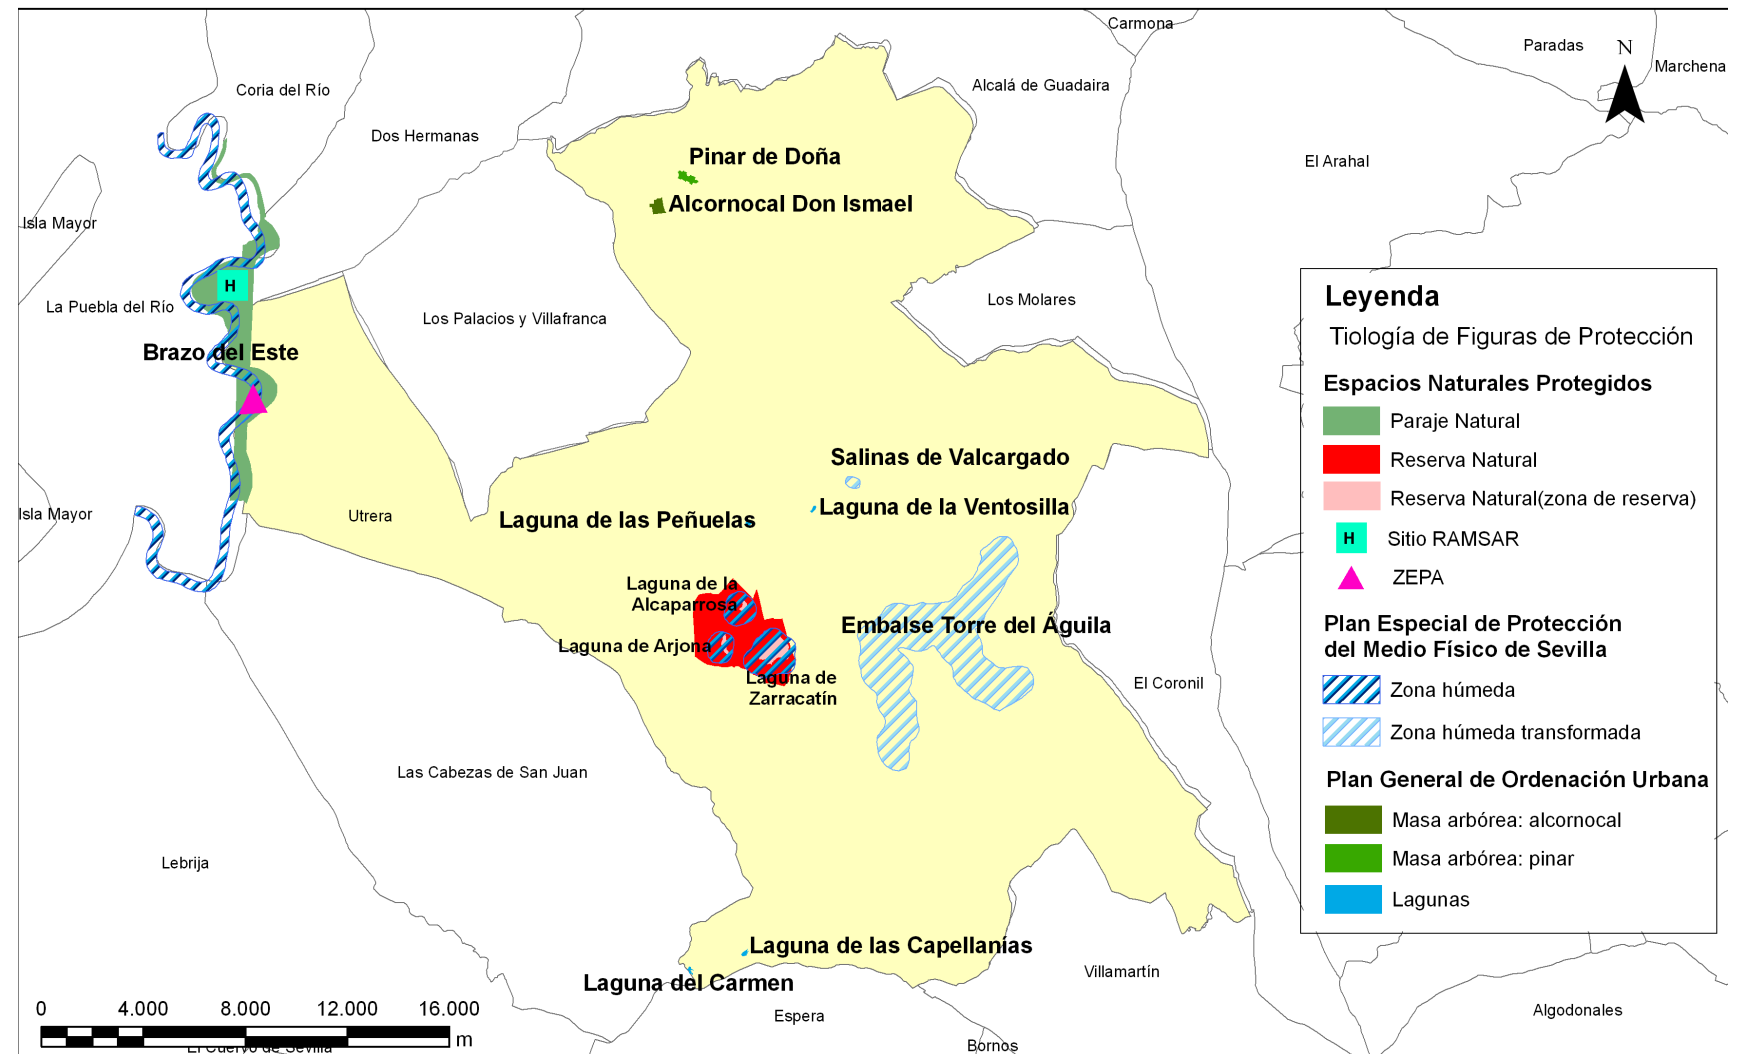 Carmona
Paradas
N
Marchena
Coria del Río
Alcalá de Guadaira
Dos Hermanas
Pinar de Doña
El Arahal
Alcornocal Don Ismael
Isla Mayor
H
La Puebla del Río
Los Palacios y Villafranca
Los Molares
Brazo del Este
Salinas de Valcargado
Laguna de la Ventosilla
Isla Mayor
Utrera
Laguna de las Peñuelas
Laguna de la
Alcaparrosa
Embalse Torre del Águila
Laguna de Arjona
Laguna de
Zarracatín
El Coronil
Las Cabezas de San Juan
Lebrija
Laguna de las Capellanías
Laguna del Carmen
Villamartín
Espera
Algodonales
Bornos
El Cuervo de Sevilla
0 4.000 8.000 12.000 16.000
m
Leyenda
Tiología de Figuras de Protección
Espacios Naturales Protegidos
Paraje Natural
Reserva Natural
Reserva Natural(zona de reserva)
H Sitio RAMSAR
ZEPA
Plan Especial de Protección
del Medio Físico de Sevilla
Zona húmeda
Zona húmeda transformada
Plan General de Ordenación Urbana
Masa arbórea: alcornocal
Masa arbórea: pinar
Lagunas